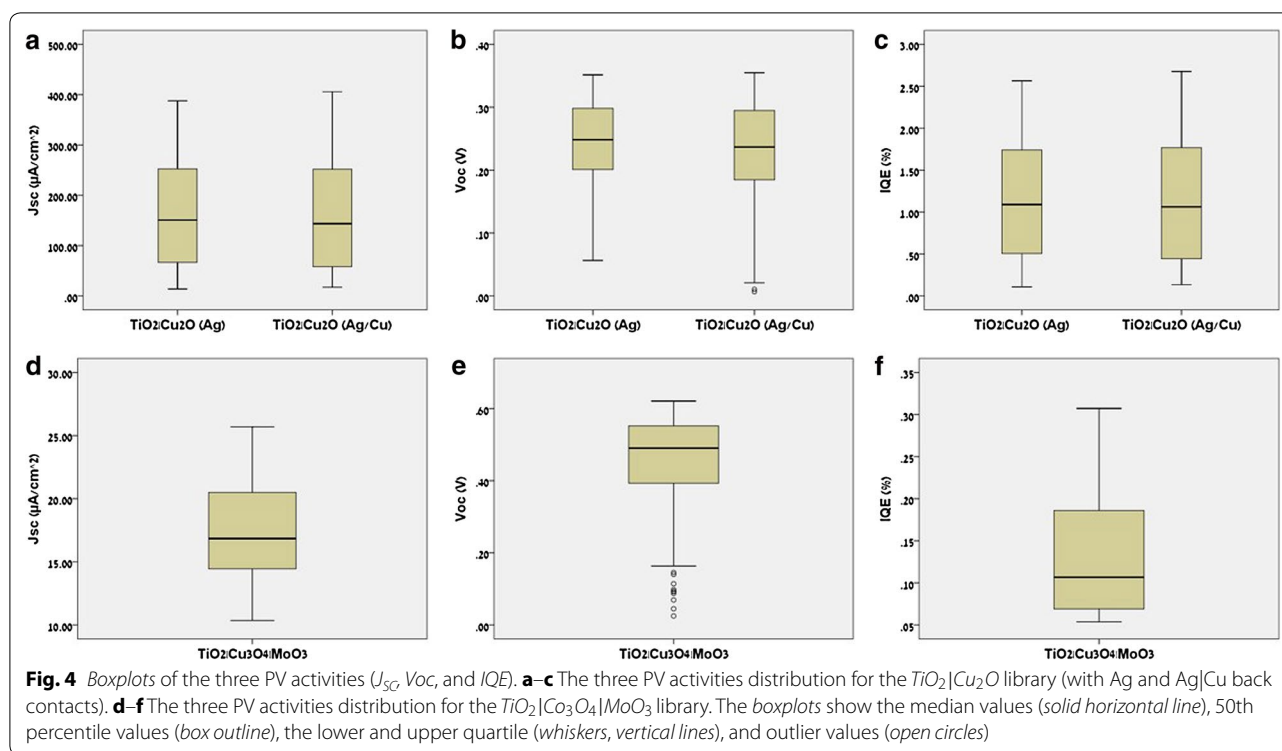 a
500.00
400.00
300.00
200.00
100.00
.00
Jsc (µA/cm^2)
TiO2|Cu2O (Ag)
TiO2|Cu2O (Ag/Cu)
b
.40
.30
.20
.10
.00
Voc (V)
TiO2|Cu2O (Ag)
TiO2|Cu2O (Ag/Cu)
c
3.00
2.50
2.00
1.50
1.00
.50
.00
IQE (%)
TiO2|Cu2O (Ag)
TiO2|Cu2O (Ag/Cu)
d
30.00
25.00
20.00
15.00
10.00
Jsc (µA/cm^2)
TiO2|Cu3O4|MoO3
e
.60
.40
.20
.00
Voc (V)
TiO2|Cu3O4|MoO3
f
.35
.30
.25
.20
.15
.10
.05
IQE (%)
TiO2|Cu3O4|MoO3
Fig. 4 Boxplots of the three PV activities (J_SC, Voc, and IQE). a–c The three PV activities distribution for the TiO₂|Cu₂O library (with Ag and Ag|Cu back
contacts). d–f The three PV activities distribution for the TiO₂|Co₃O₄|MoO₃ library. The boxplots show the median values (solid horizontal line), 50th
percentile values (box outline), the lower and upper quartile (whiskers, vertical lines), and outlier values (open circles)